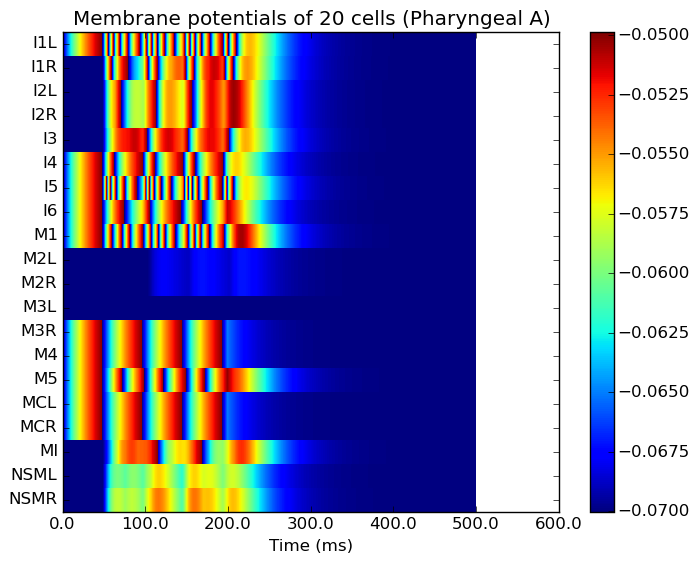 Membrane potentials of 20 cells (Pharyngeal A)
I1L
I1R
I2L
I2R
I3
I4
I5
I6
M1
M2L
M2R
M3L
M3R
M4
M5
MCL
MCR
MI
NSML
NSMR
0.0 100.0 200.0 300.0 400.0 500.0 600.0
Time (ms)
−0.0500
−0.0525
−0.0550
−0.0575
−0.0600
−0.0625
−0.0650
−0.0675
−0.0700